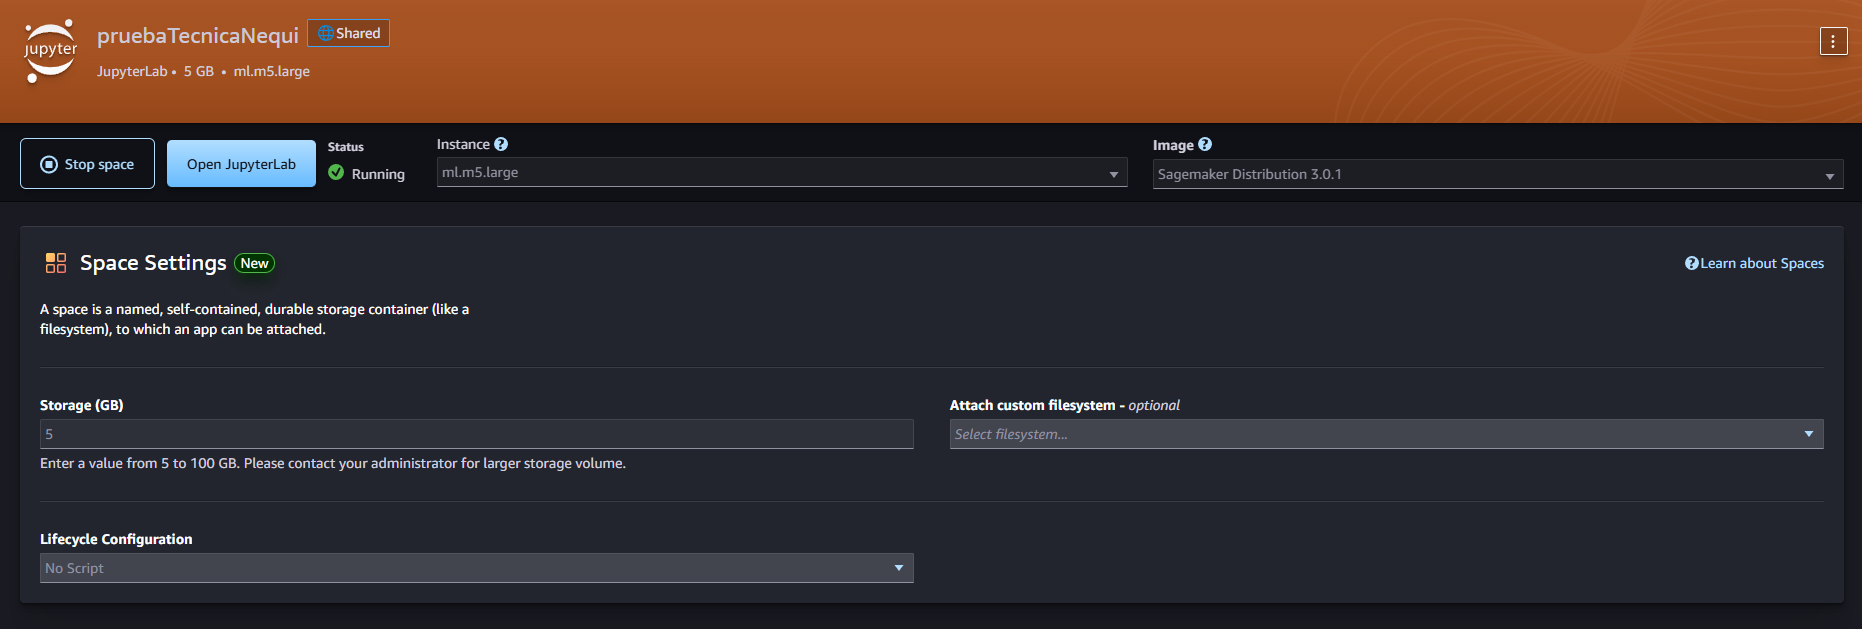 jupyter
pruebaTecnicaNequi
Shared
JupyterLab • 5 GB • ml.m5.large
Stop space
Open JupyterLab
Status
Running
Instance
ml.m5.large
Image
Sagemaker Distribution 3.0.1
Space Settings New
Learn about Spaces
A space is a named, self-contained, durable storage container (like a
filesystem), to which an app can be attached.
Storage (GB)
5
Enter a value from 5 to 100 GB. Please contact your administrator for larger storage volume.
Attach custom filesystem - optional
Select filesystem...
Lifecycle Configuration
No Script